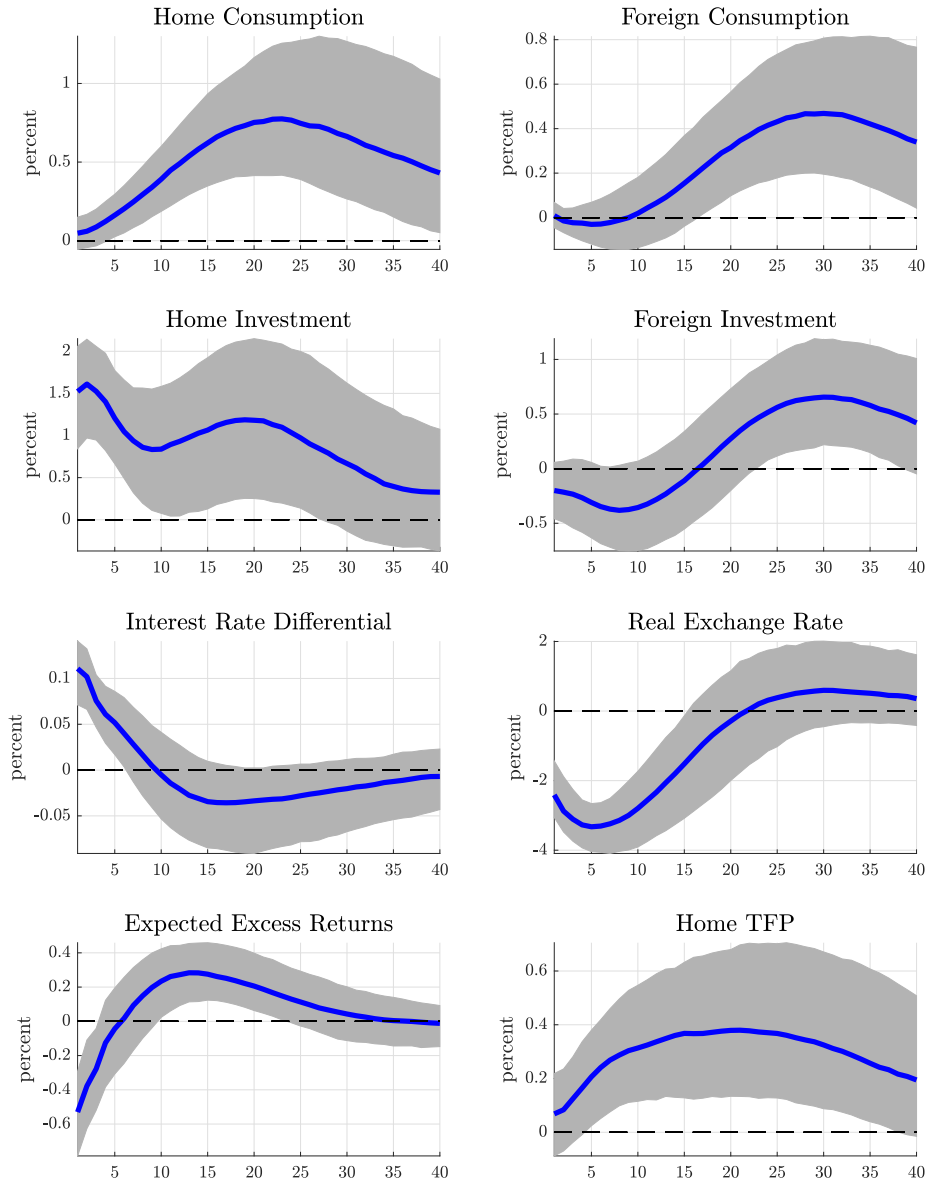 Home Consumption
percent
1
0.5
0
5 10 15 20 25 30 35 40
Foreign Consumption
percent
0.8
0.6
0.4
0.2
0
5 10 15 20 25 30 35 40
Home Investment
percent
2
1.5
1
0.5
0
5 10 15 20 25 30 35 40
Foreign Investment
percent
1
0.5
0
-0.5
5 10 15 20 25 30 35 40
Interest Rate Differential
percent
0.1
0.05
0
-0.05
5 10 15 20 25 30 35 40
Real Exchange Rate
percent
2
0
-2
-4
5 10 15 20 25 30 35 40
Expected Excess Returns
percent
0.4
0.2
0
-0.2
-0.4
-0.6
5 10 15 20 25 30 35 40
Home TFP
percent
0.6
0.4
0.2
0
5 10 15 20 25 30 35 40